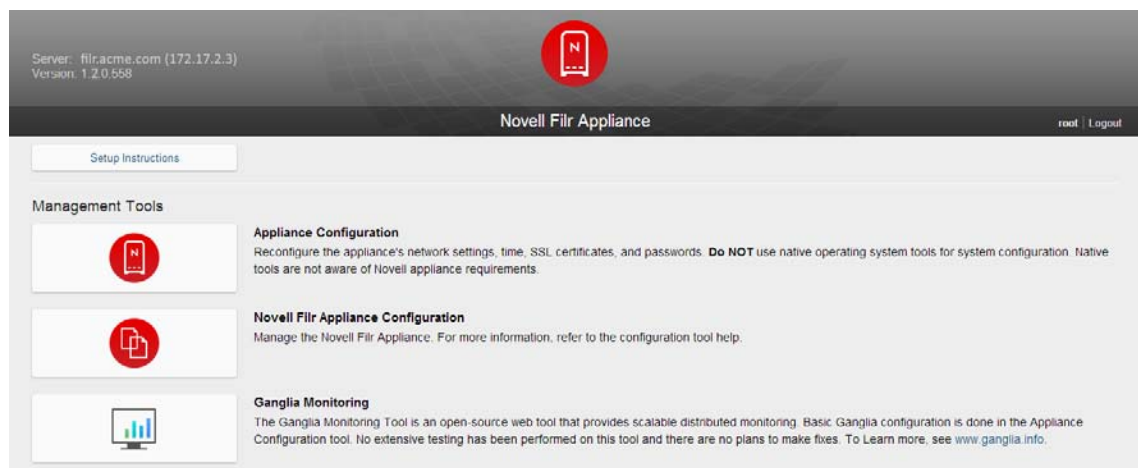 Server: filr.acme.com (172.17.2.3)
Version: 1.2.0.558
N
Novell Filr Appliance
root | Logout
Setup Instructions
Management Tools
N
Appliance Configuration
Reconfigure the appliance's network settings, time, SSL certificates, and passwords. Do NOT use native operating system tools for system configuration. Native
tools are not aware of Novell appliance requirements.
Novell Filr Appliance Configuration
Manage the Novell Filr Appliance. For more information, refer to the configuration tool help.
Ganglia Monitoring
The Ganglia Monitoring Tool is an open-source web tool that provides scalable distributed monitoring. Basic Ganglia configuration is done in the Appliance
Configuration tool. No extensive testing has been performed on this tool and there are no plans to make fixes. To Learn more, see www.ganglia.info.